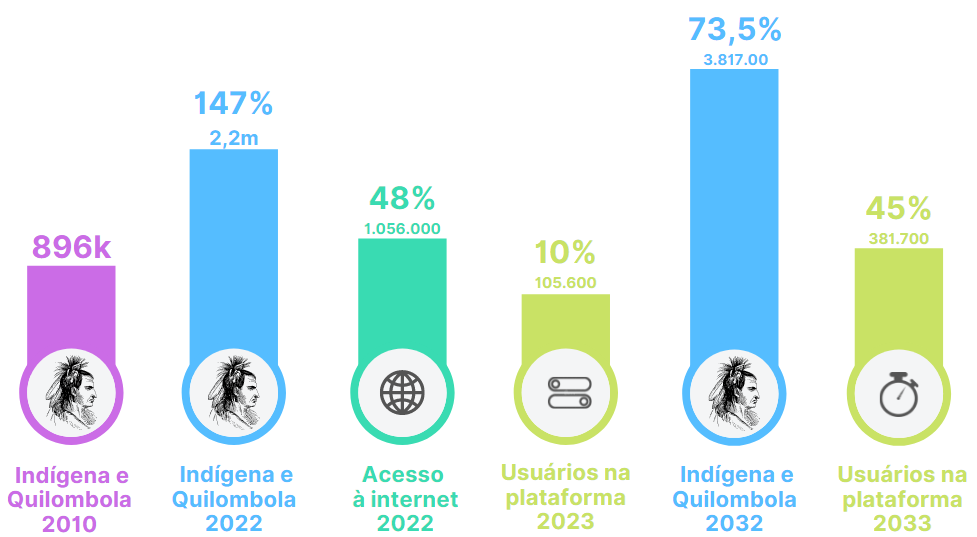 896k
Indígena e
Quilombola
2010
147%
2,2m
Indígena e
Quilombola
2022
48%
1.056.000
Acesso
à internet
2022
10%
105.600
Usuários na
plataforma
2023
73,5%
3.817.00
Indígena e
Quilombola
2032
45%
381.700
Usuários na
plataforma
2033